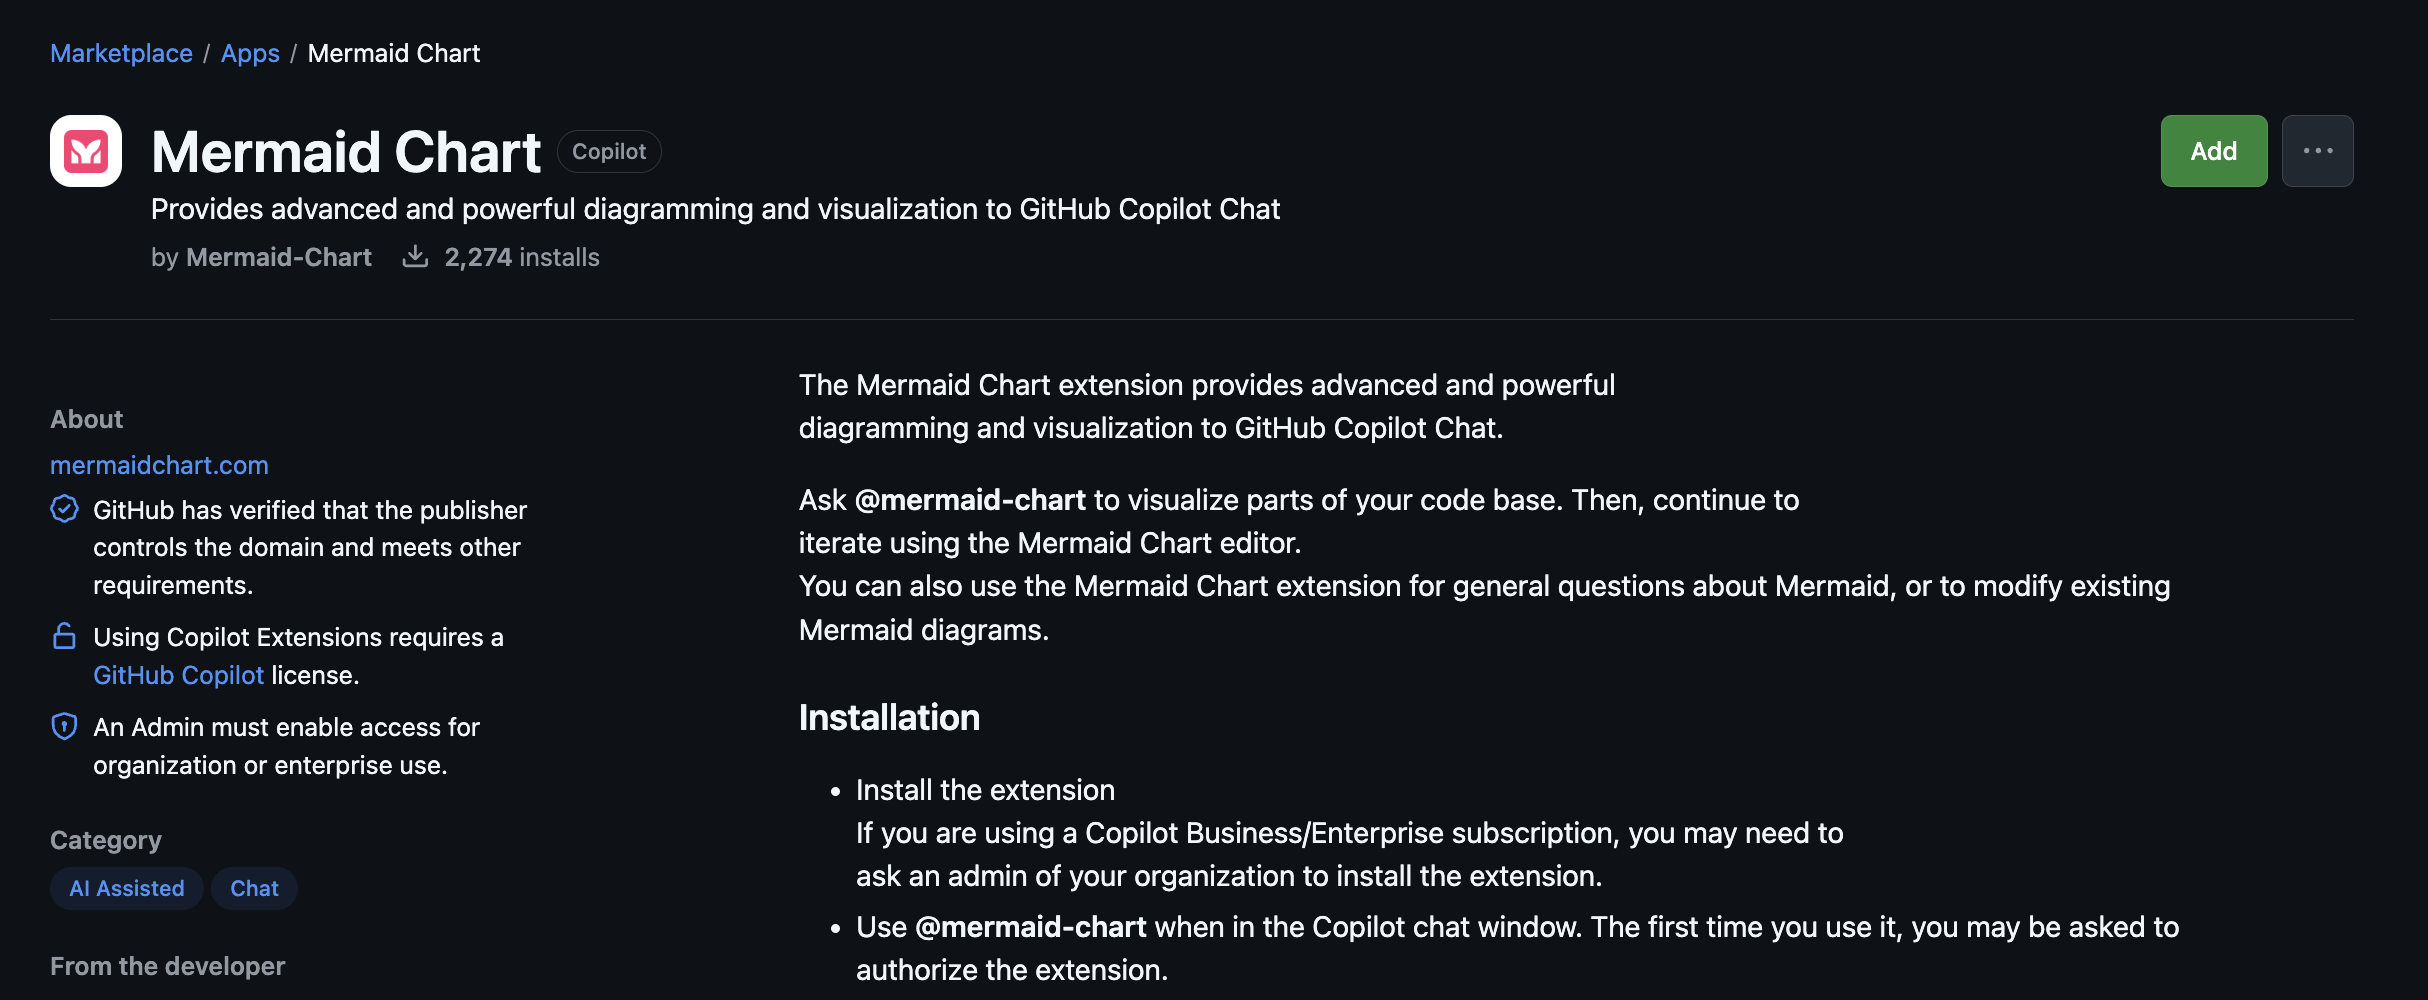 Marketplace / Apps / Mermaid Chart
Mermaid Chart Copilot
Add ···
Provides advanced and powerful diagramming and visualization to GitHub Copilot Chat
by Mermaid-Chart 2,274 installs
About
mermaidchart.com
GitHub has verified that the publisher
controls the domain and meets other
requirements.
Using Copilot Extensions requires a
GitHub Copilot license.
An Admin must enable access for
organization or enterprise use.
Category
AI Assisted Chat
From the developer
The Mermaid Chart extension provides advanced and powerful
diagramming and visualization to GitHub Copilot Chat.
Ask @mermaid-chart to visualize parts of your code base. Then, continue to
iterate using the Mermaid Chart editor.
You can also use the Mermaid Chart extension for general questions about Mermaid, or to modify existing
Mermaid diagrams.
Installation
• Install the extension
If you are using a Copilot Business/Enterprise subscription, you may need to
ask an admin of your organization to install the extension.
• Use @mermaid-chart when in the Copilot chat window. The first time you use it, you may be asked to
authorize the extension.